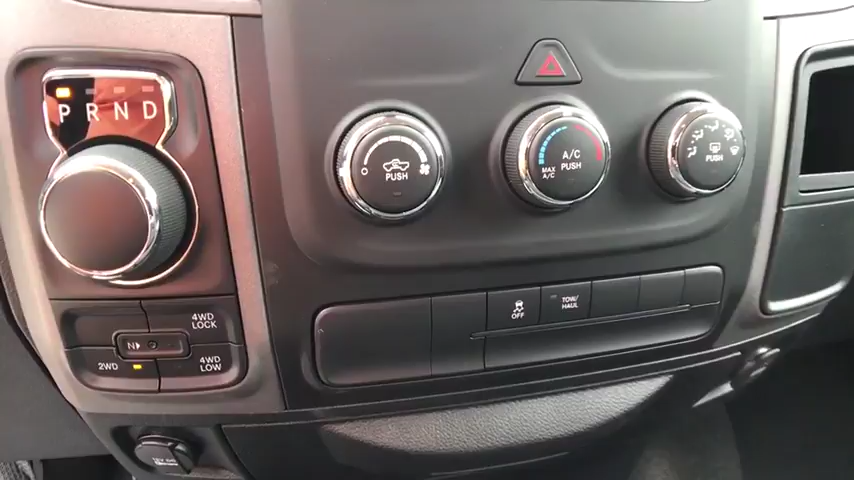 P R N D
O
PUSH
A/C
PUSH
MAX
A/C
PUSH
OFF
TOW/
HAUL
4WD
LOCK
N
2WD
4WD
LOW